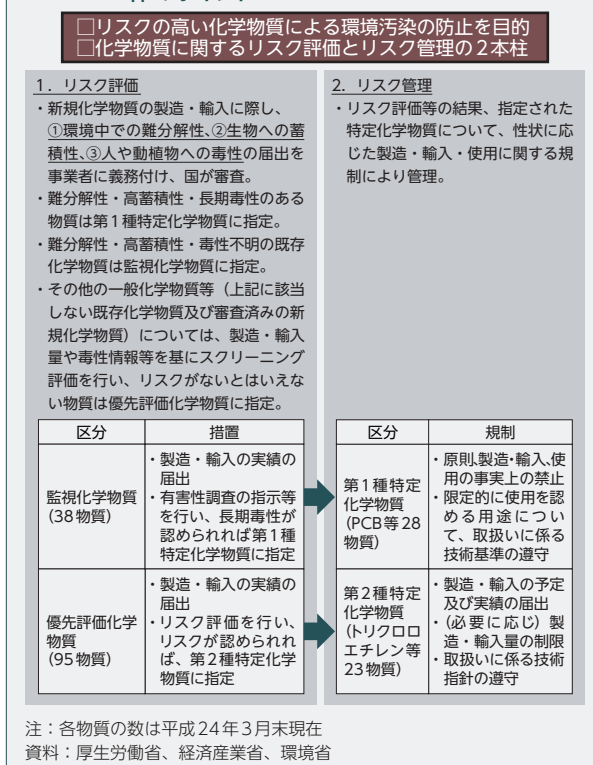 □リスクの高い化学物質による環境汚染の防止を目的
□化学物質に関するリスク評価とリスク管理の２本柱
１．リスク評価
・新規化学物質の製造・輸入に際し、
①環境中での難分解性、②生物への蓄
積性、③人や動植物への毒性の届出を
事業者に義務付け、国が審査。
・難分解性・高蓄積性・長期毒性のある
物質は第１種特定化学物質に指定。
・難分解性・高蓄積性・毒性不明の既存
化学物質は監視化学物質に指定。
・その他の一般化学物質等（上記に該当
しない既存化学物質及び審査済みの新
規化学物質）については、製造・輸入
量や毒性情報等を基にスクリーニング
評価を行い、リスクがないとはいえな
い物質は優先評価化学物質に指定。
２．リスク管理
・リスク評価等の結果、指定された
特定化学物質について、性状に応
じた製造・輸入・使用に関する規
制により管理。
区分
措置
監視化学物質
（38物質）
・製造・輸入の実績の
届出
・有害性調査の指示等
を行い、長期毒性が
認められれば第１種
特定化学物質に指定
優先評価化学
物質
（95物質）
・製造・輸入の実績の
届出
・リスク評価を行い、
リスクが認められれ
ば、第２種特定化学
物質に指定
区分
規制
第１種特定
化学物質
（PCB等28
物質）
・原則、製造・輸入、使
用の事実上の禁止
・限定的に使用を認
める用途につい
て、取扱いに係る
技術基準の遵守
第２種特定
化学物質
（トリクロロ
エチレン等
23物質）
・製造・輸入の予定
及び実績の届出
・（必要に応じ）製
造・輸入量の制限
・取扱いに係る技術
指針の遵守
注：各物質の数は平成24年３月末現在
資料：厚生労働省、経済産業省、環境省